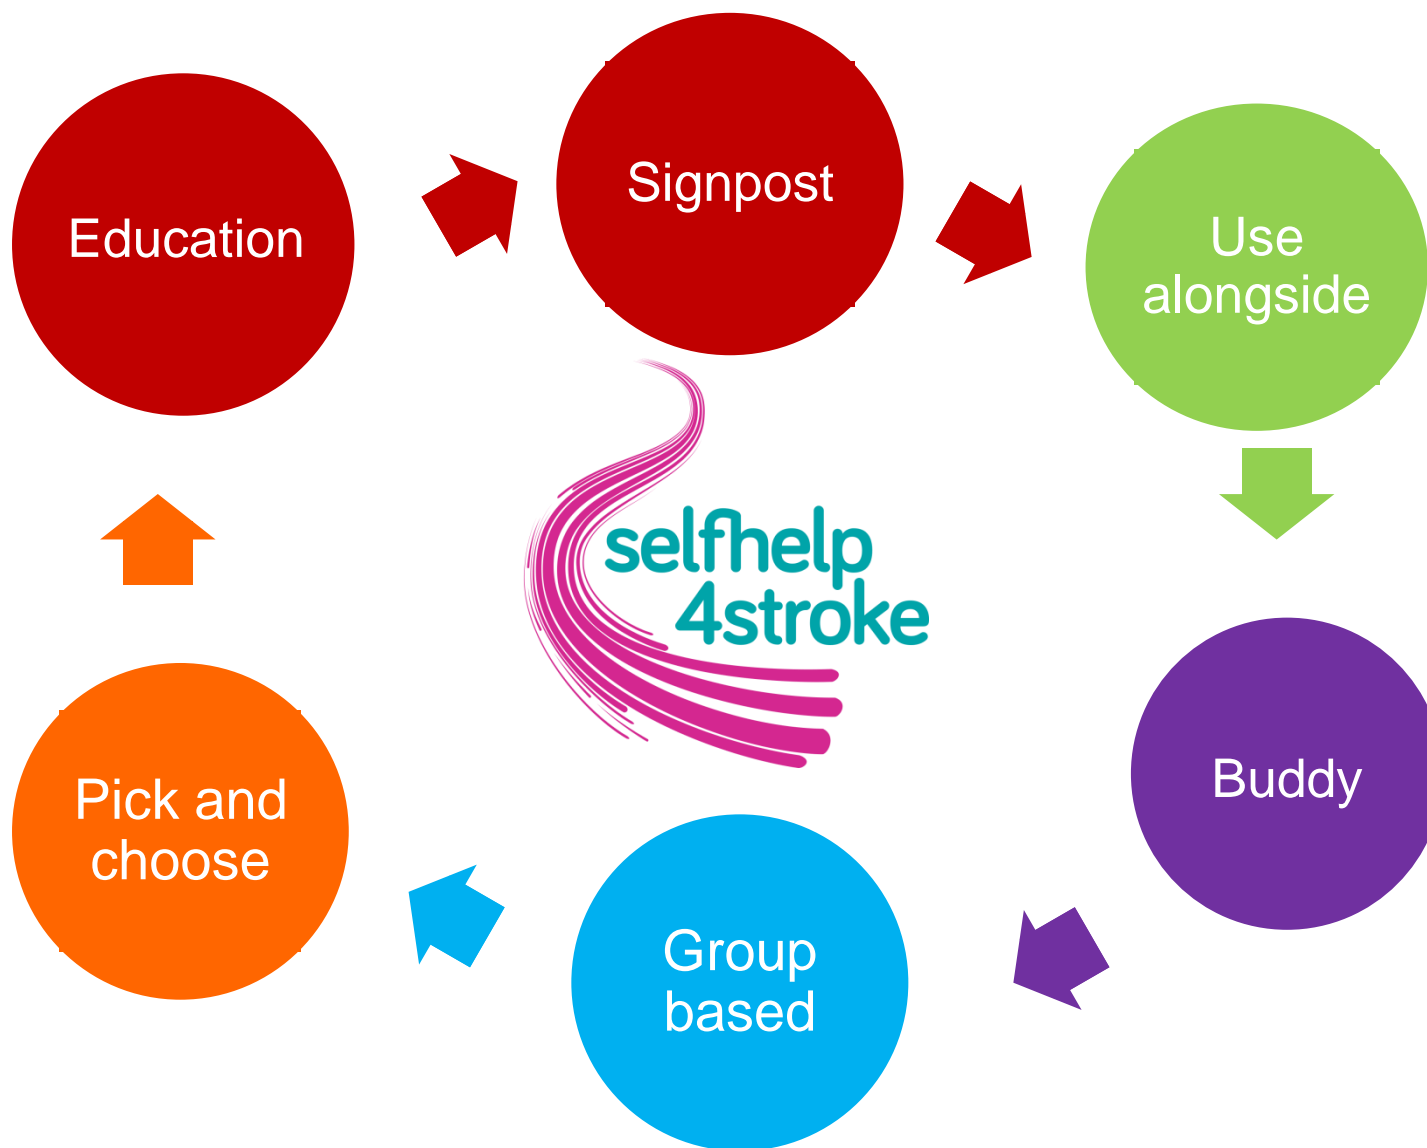 Education
Signpost
Use
alongside
Buddy
Group
based
Pick and
choose
selfhelp
4stroke